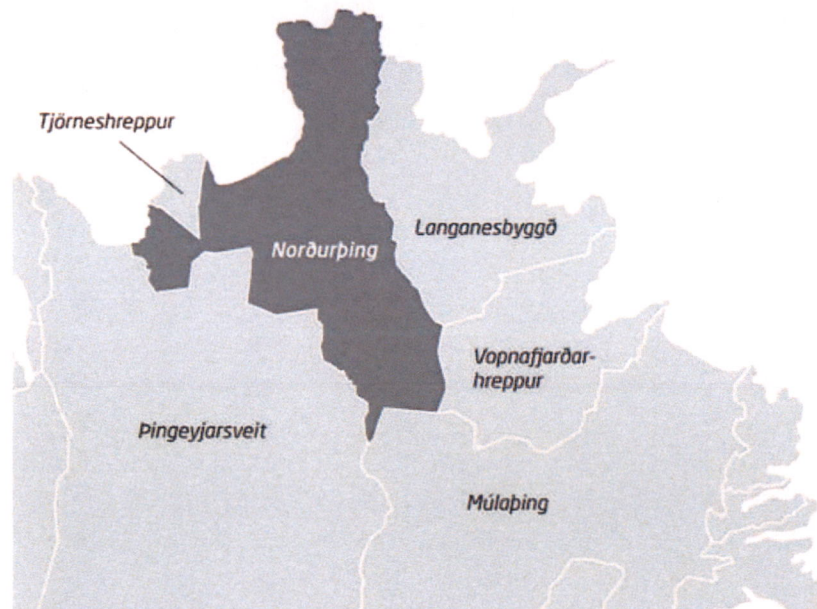 Tjörneshreppur
Langanesbyggð
Norðurþing
Vopnafjarðar-
hreppur
Þingeyjarsveit
Múlaþing